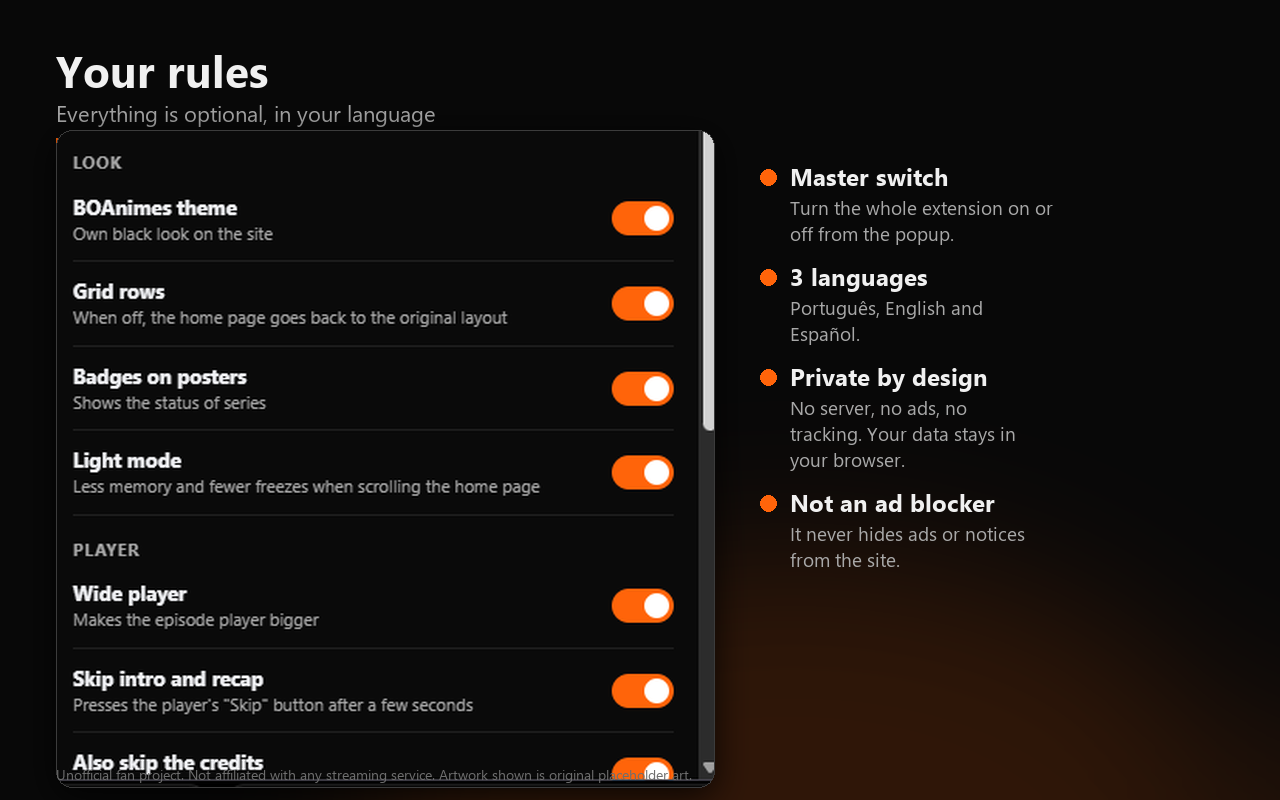 Your rules
Everything is optional, in your language
LOOK
BOAnimes theme
Own black look on the site
Grid rows
When off, the home page goes back to the original layout
Badges on posters
Shows the status of series
Light mode
Less memory and fewer freezes when scrolling the home page
PLAYER
Wide player
Makes the episode player bigger
Skip intro and recap
Presses the player's "Skip" button after a few seconds
Also skip the credits
Unofficial fan project. Not affiliated with any streaming service. Artwork shown is original placeholder art.
Master switch
Turn the whole extension on or
off from the popup.
3 languages
Português, English and
Español.
Private by design
No server, no ads, no
tracking. Your data stays in
your browser.
Not an ad blocker
It never hides ads or notices
from the site.